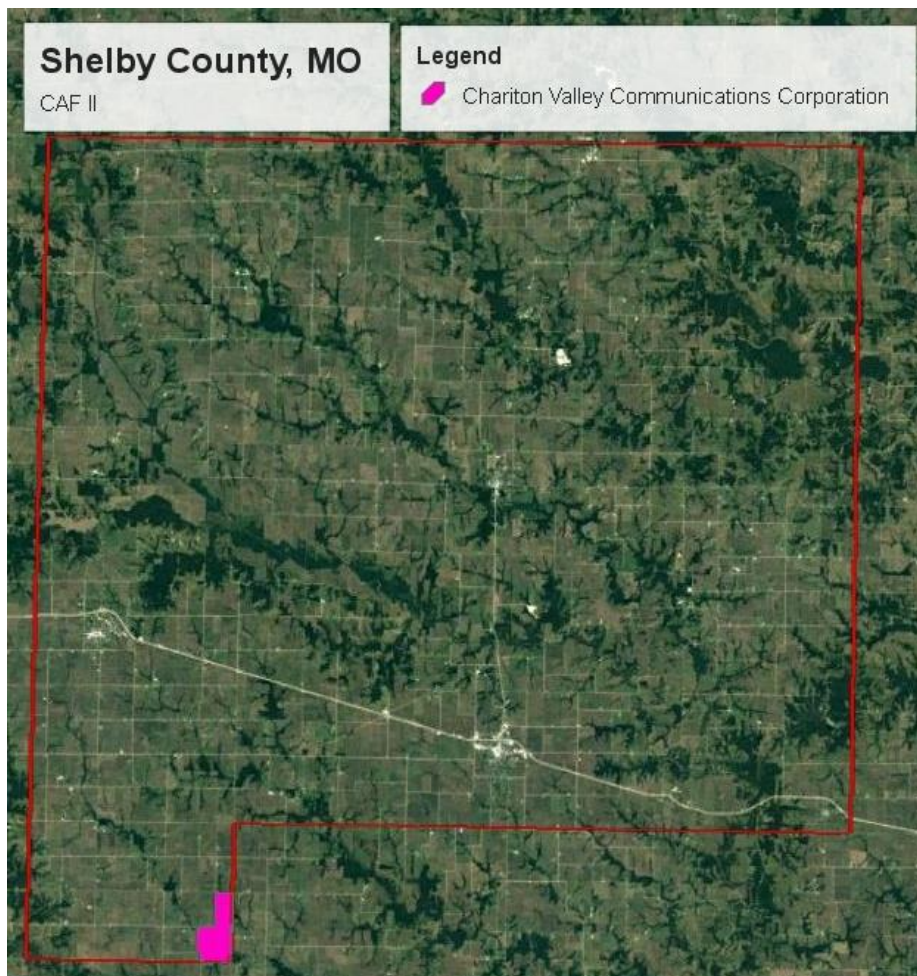 Shelby County, MO
CAF II
Legend
Chariton Valley Communications Corporation